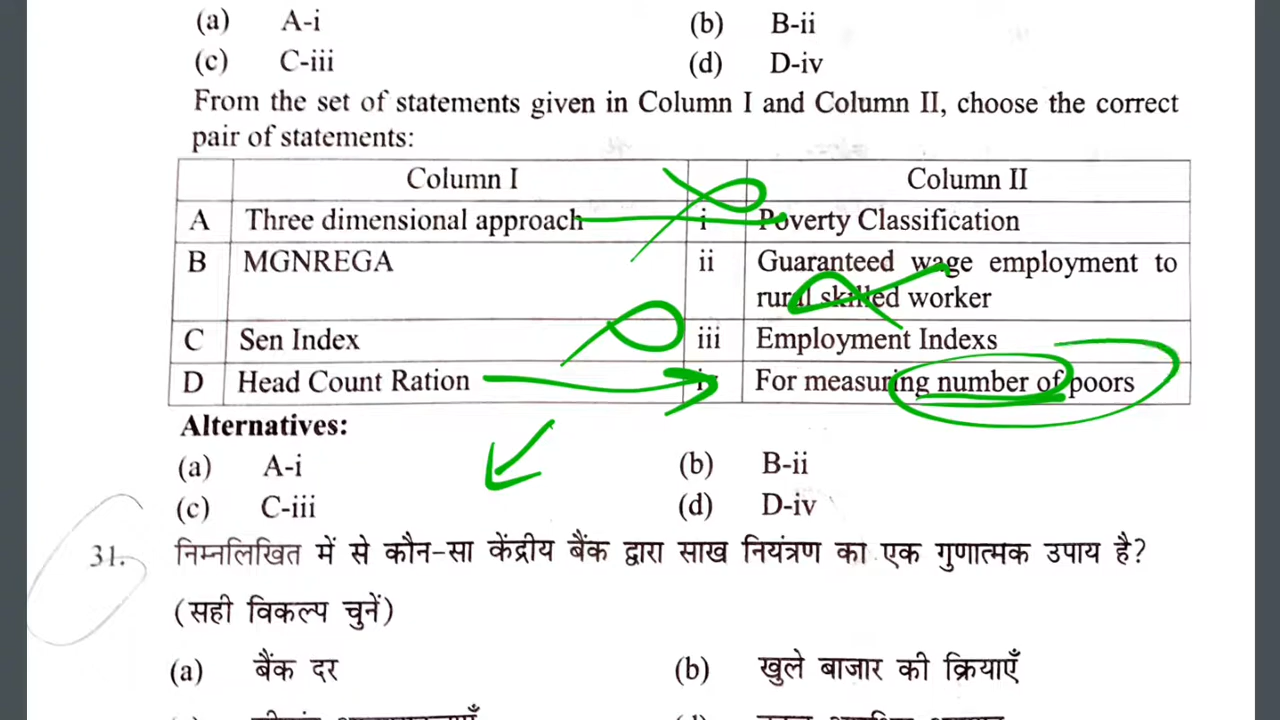 (a) A-i (b) B-ii
(c) C-iii (d) D-iv
From the set of statements given in Column I and Column II, choose the correct
pair of statements:
Column I Column II
A Three dimensional approach i Poverty Classification
B MGNREGA ii Guaranteed wage employment to
rural skilled worker
C Sen Index iii Employment Indexs
D Head Count Ration iv For measuring number of poors
Alternatives:
(a) A-i (b) B-ii
(c) C-iii (d) D-iv
31. निम्नलिखित में से कौन-सा केंद्रीय बैंक द्वारा साख नियंत्रण का एक गुणात्मक उपाय है?
(सही विकल्प चुनें)
(a) बैंक दर (b) खुले बाजार की क्रियाएँ